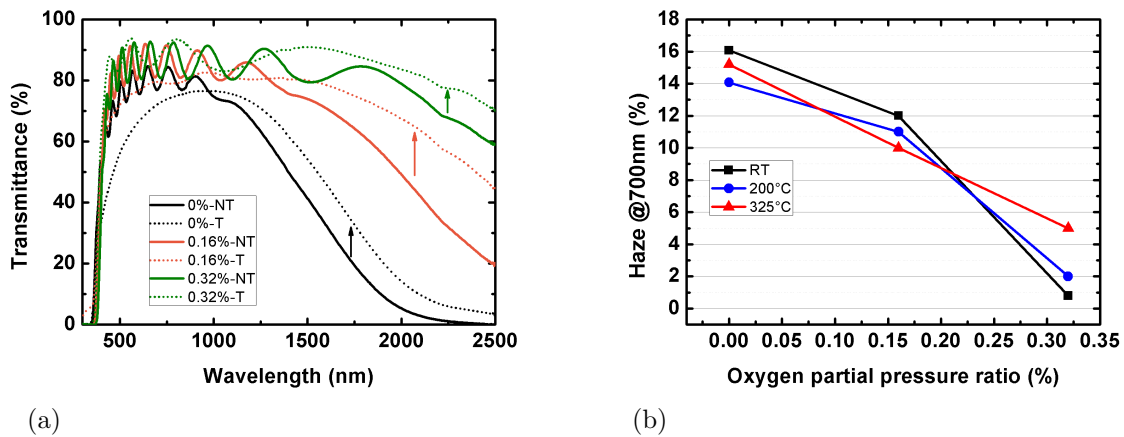 100
80
60
40
20
0
Transmittance (%)
0%-NT
0%-T
0.16%-NT
0.16%-T
0.32%-NT
0.32%-T
500 1000 1500 2000 2500
Wavelength (nm)
(a)
18
16
14
12
10
8
6
4
2
0
Haze @700nm (%)
RT
200°C
325°C
0.00 0.05 0.10 0.15 0.20 0.25 0.30 0.35
Oxygen partial pressure ratio (%)
(b)